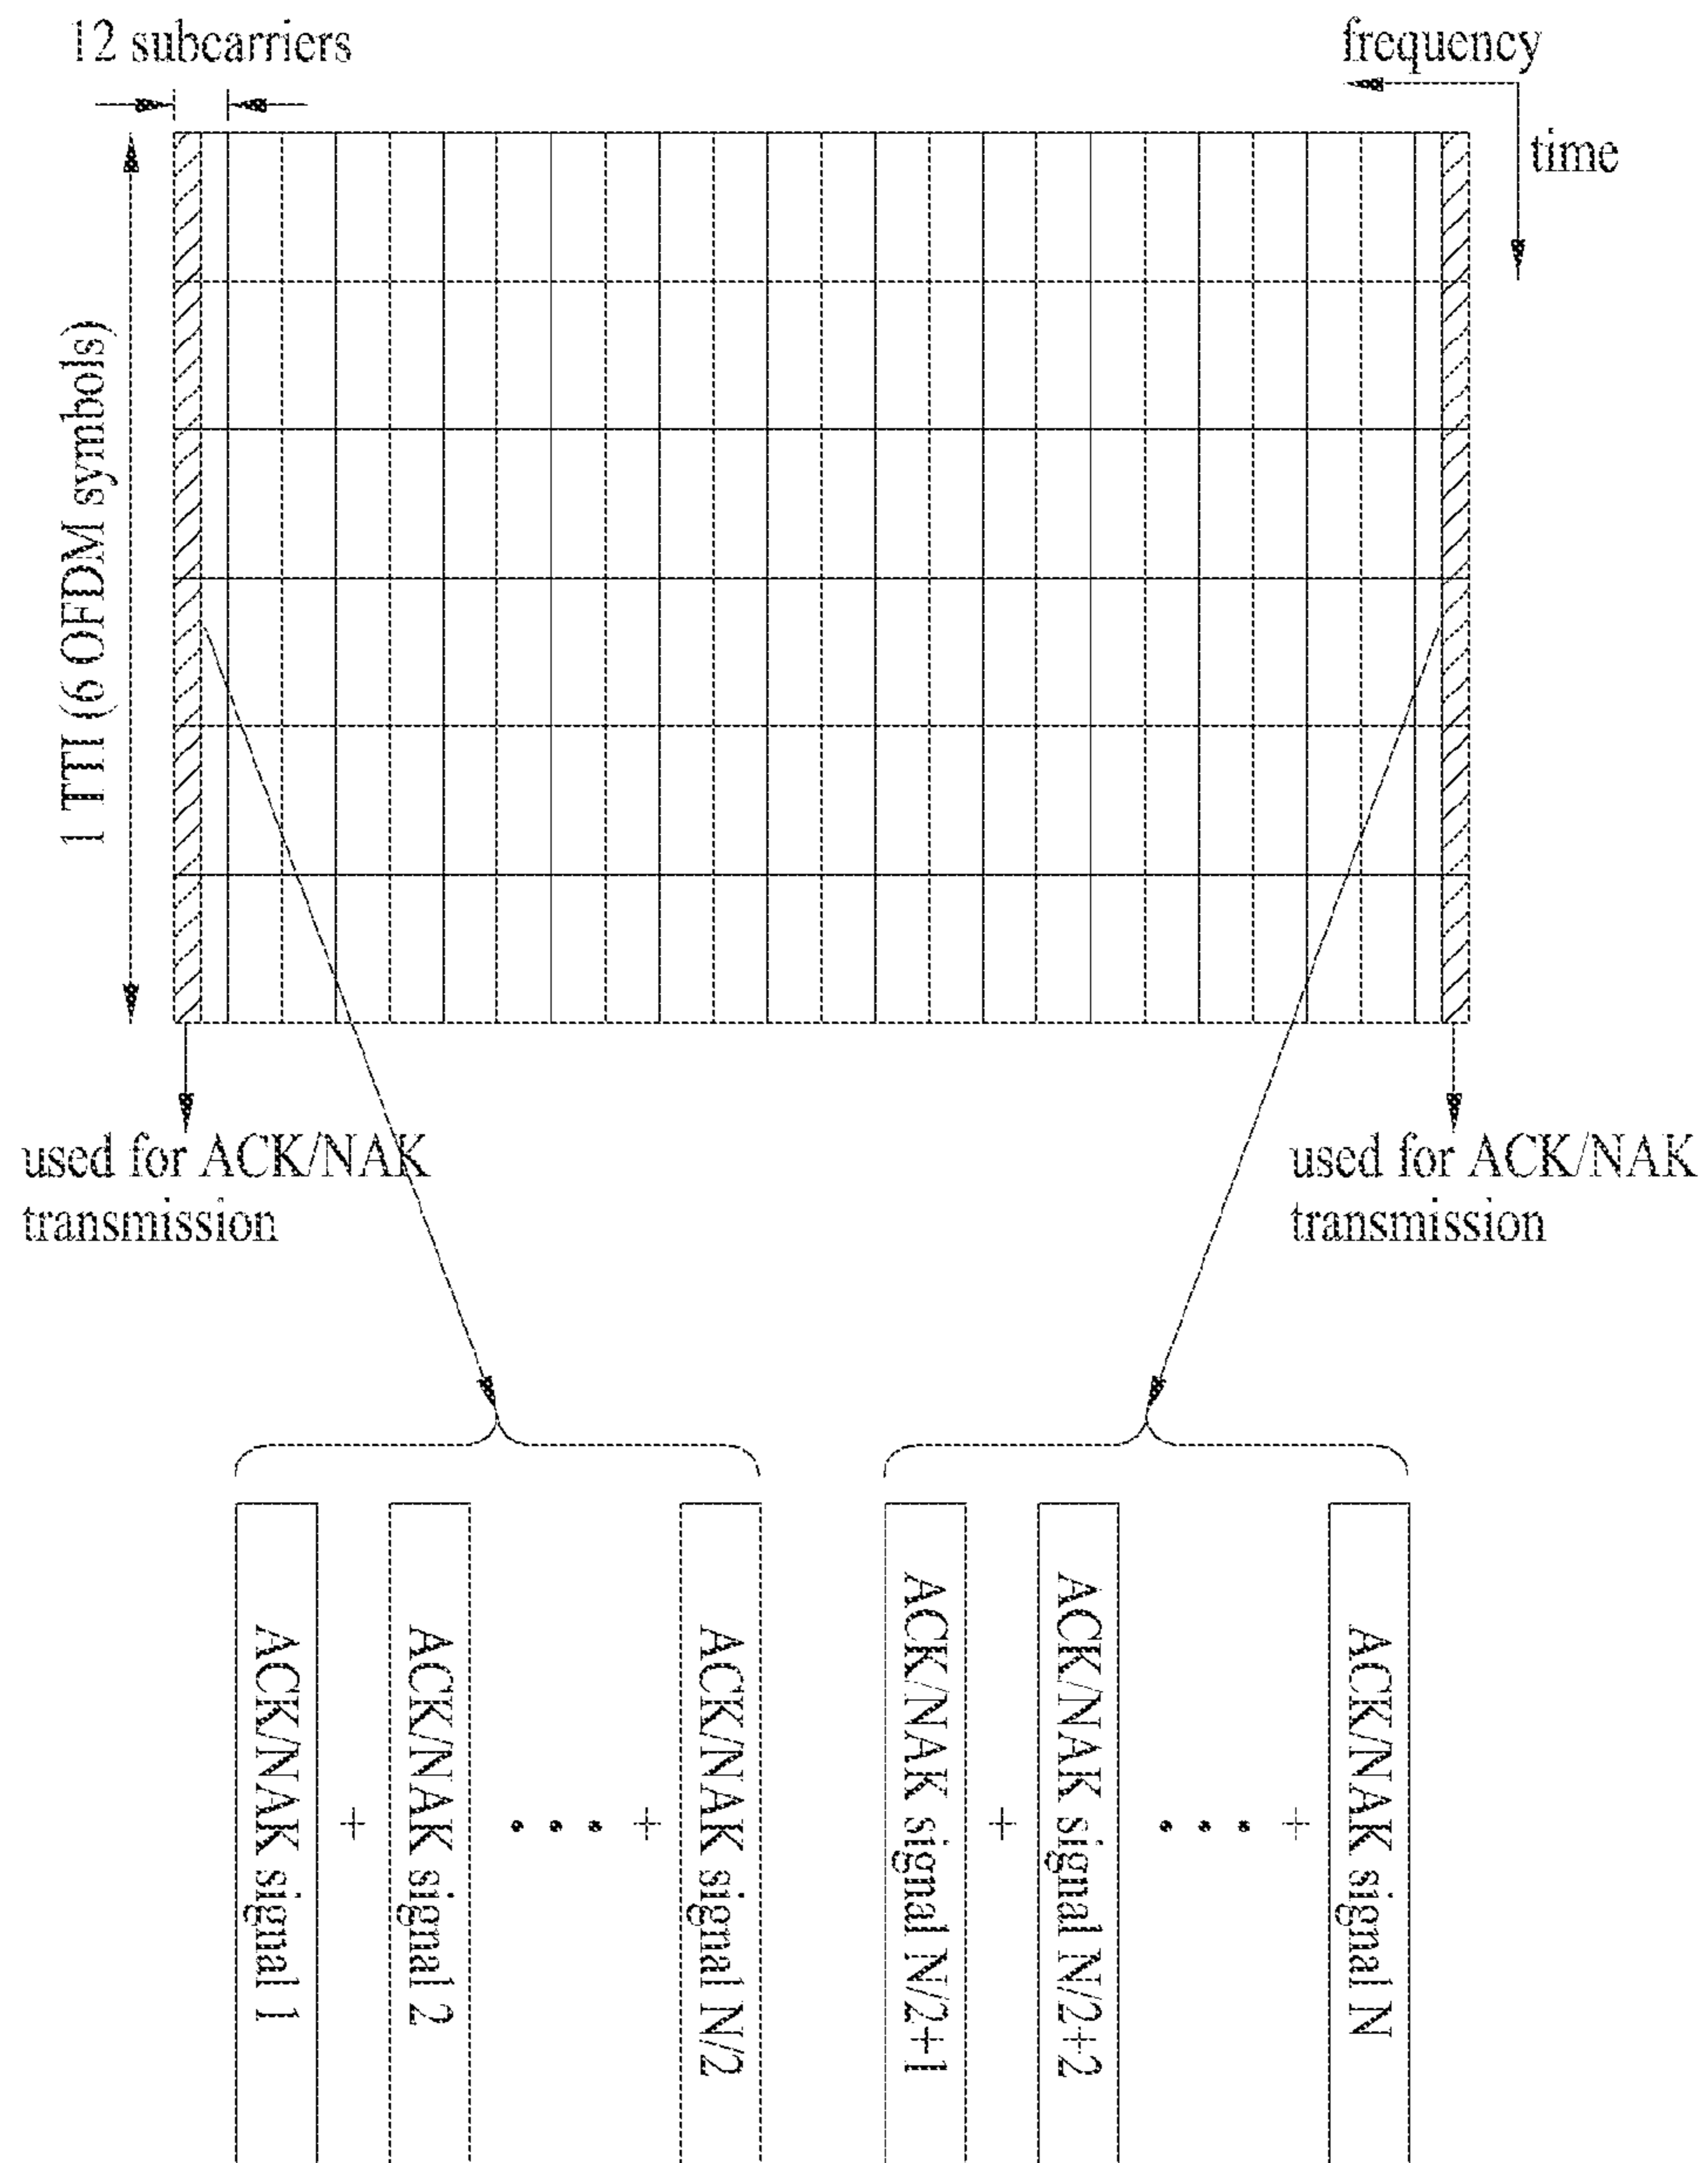 12 subcarriers
frequency
time
1 TTI (6 OFDM symbols)
used for ACK/NAK
transmission
used for ACK/NAK
transmission
ACK/NAK signal 1
+
ACK/NAK signal 2
• • • +
ACK/NAK signal N/2
ACK/NAK signal N/2+1
+
ACK/NAK signal N/2+2
• • • +
ACK/NAK signal N